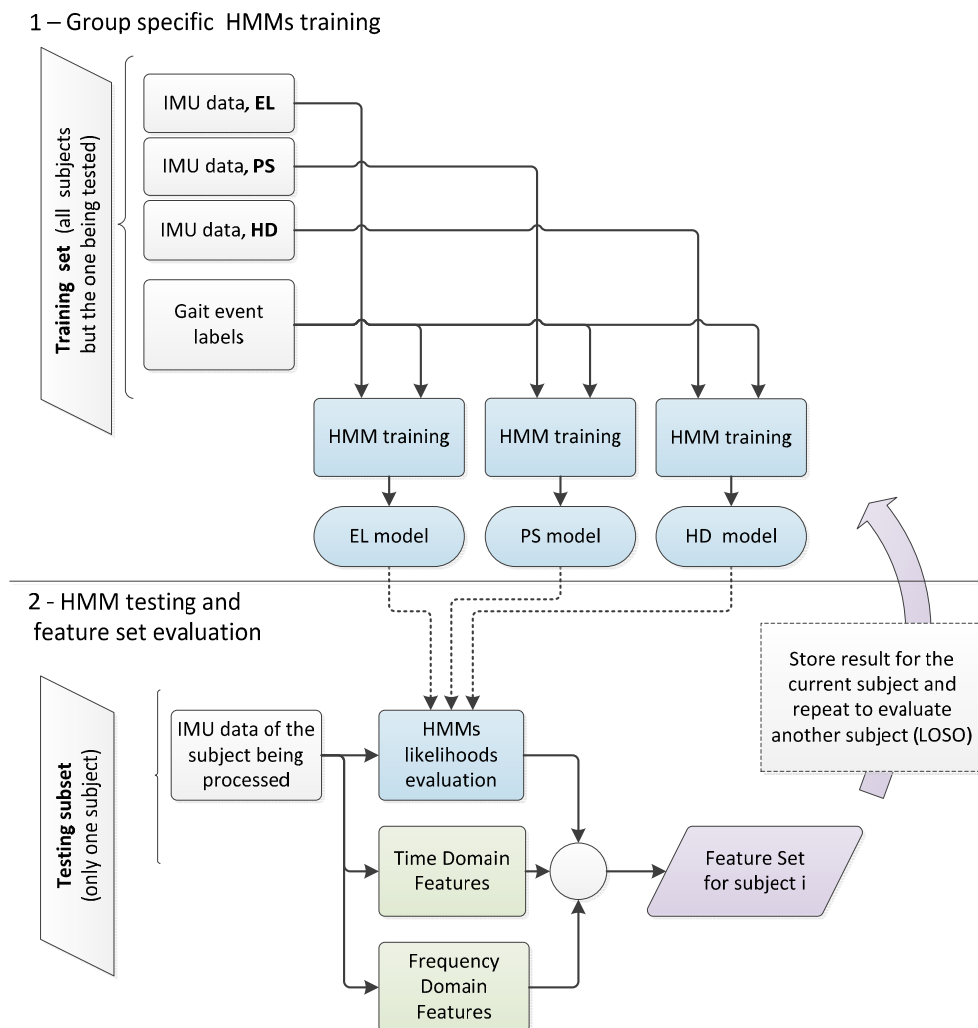 1 – Group specific HMMs training
Training set (all subjects
but the one being tested)
IMU data, EL
IMU data, PS
IMU data, HD
Gait event
labels
HMM training
HMM training
HMM training
EL model
PS model
HD model
2 - HMM testing and
feature set evaluation
Store result for the
current subject and
repeat to evaluate
another subject (LOSO)
Testing subset
(only one subject)
IMU data of the
subject being
processed
HMMs
likelihoods
evaluation
Time Domain
Features
Feature Set
for subject i
Frequency
Domain
Features